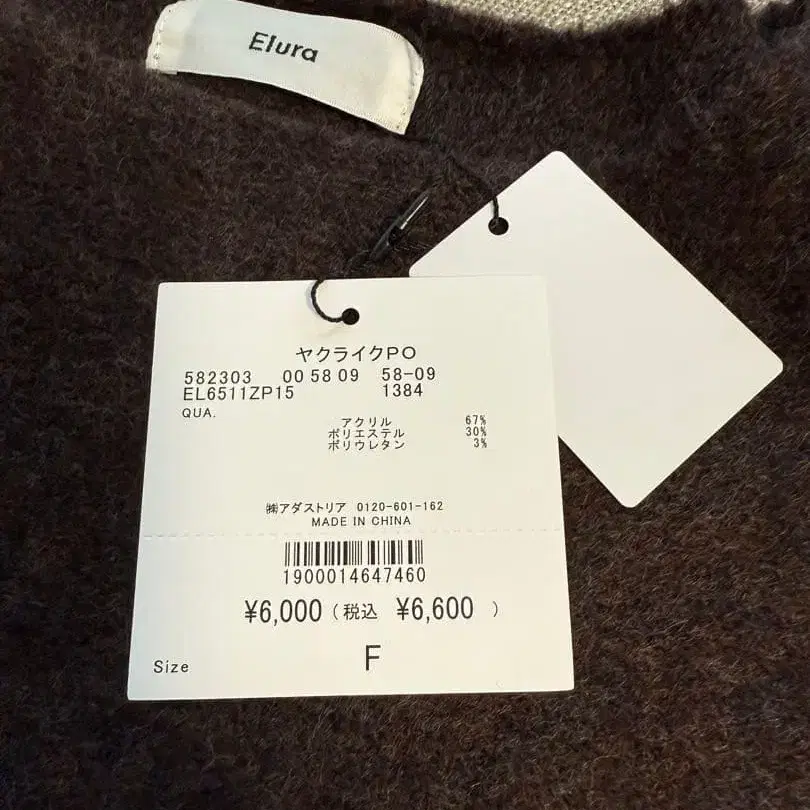 Elura
ヤクライクPO
582303 00 58 09 58-09
EL6511ZP15 1384
QUA.
アクリル 67%
ポリエステル 30%
ポリウレタン 3%
㈱アダストリア 0120-601-162
MADE IN CHINA
1900014647460
¥6,000(税込 ¥6,600 )
Size F